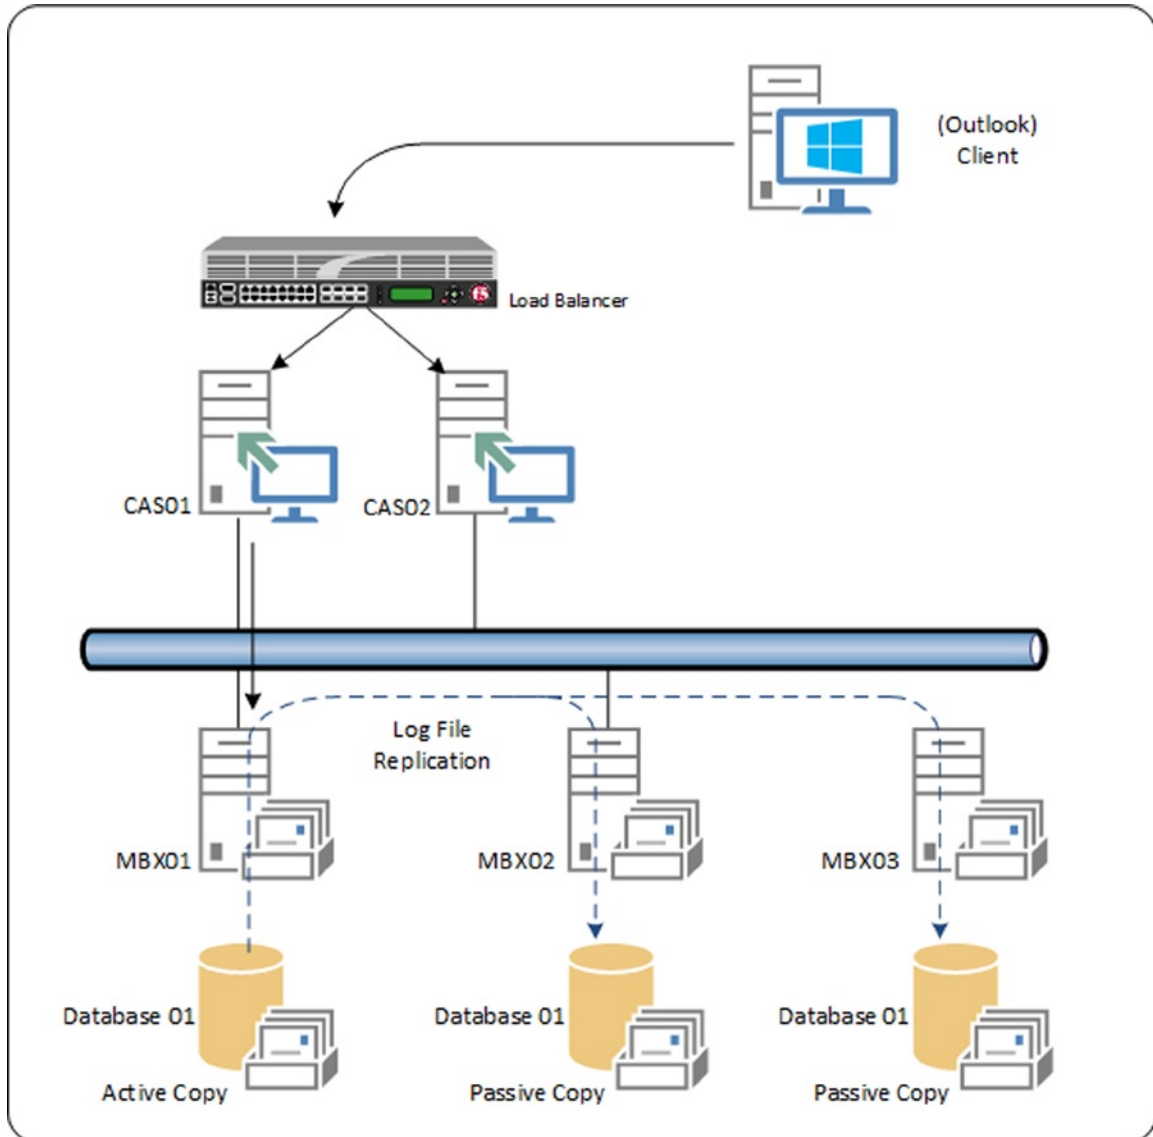 (Outlook)
Client
f5
Load Balancer
CAS01
CAS02
Log File
Replication
MBX01
MBX02
MBX03
Database 01
Database 01
Database 01
Active Copy
Passive Copy
Passive Copy